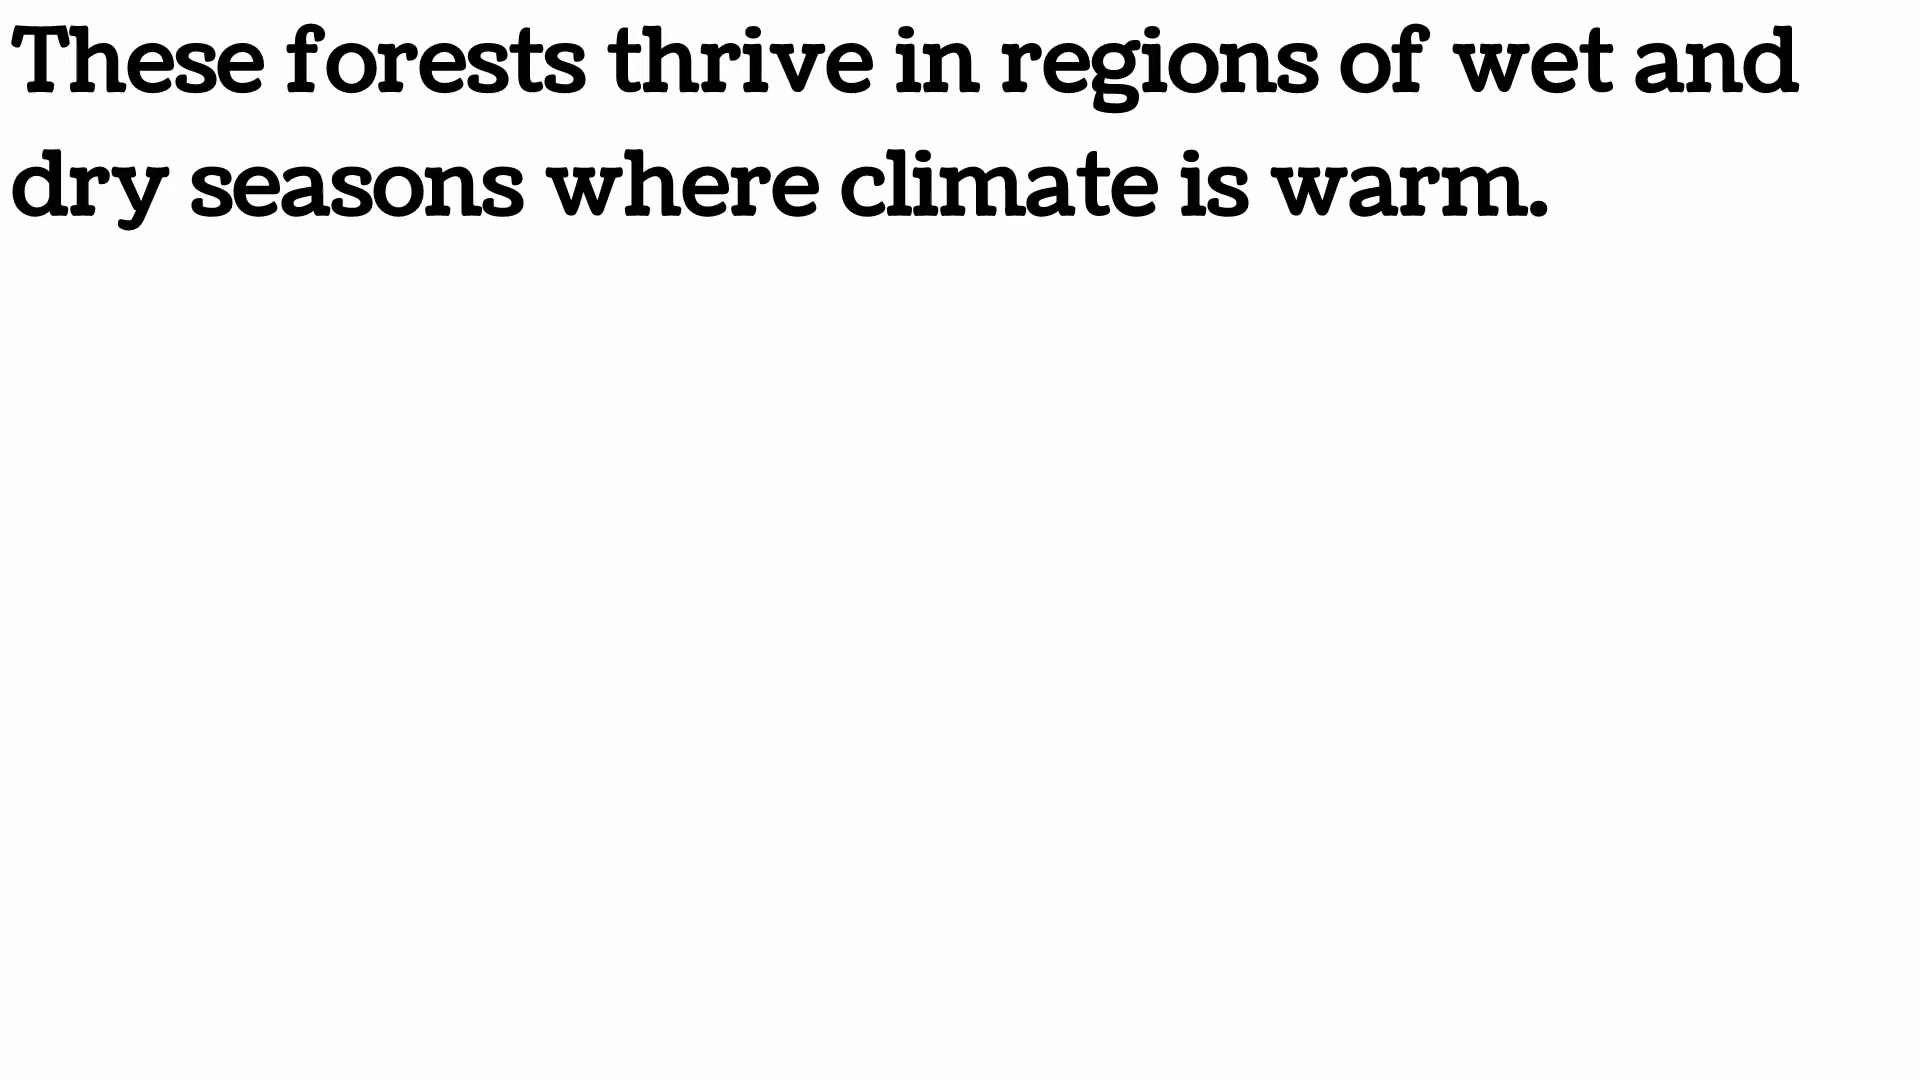 These forests thrive in regions of wet and
dry seasons where climate is warm.